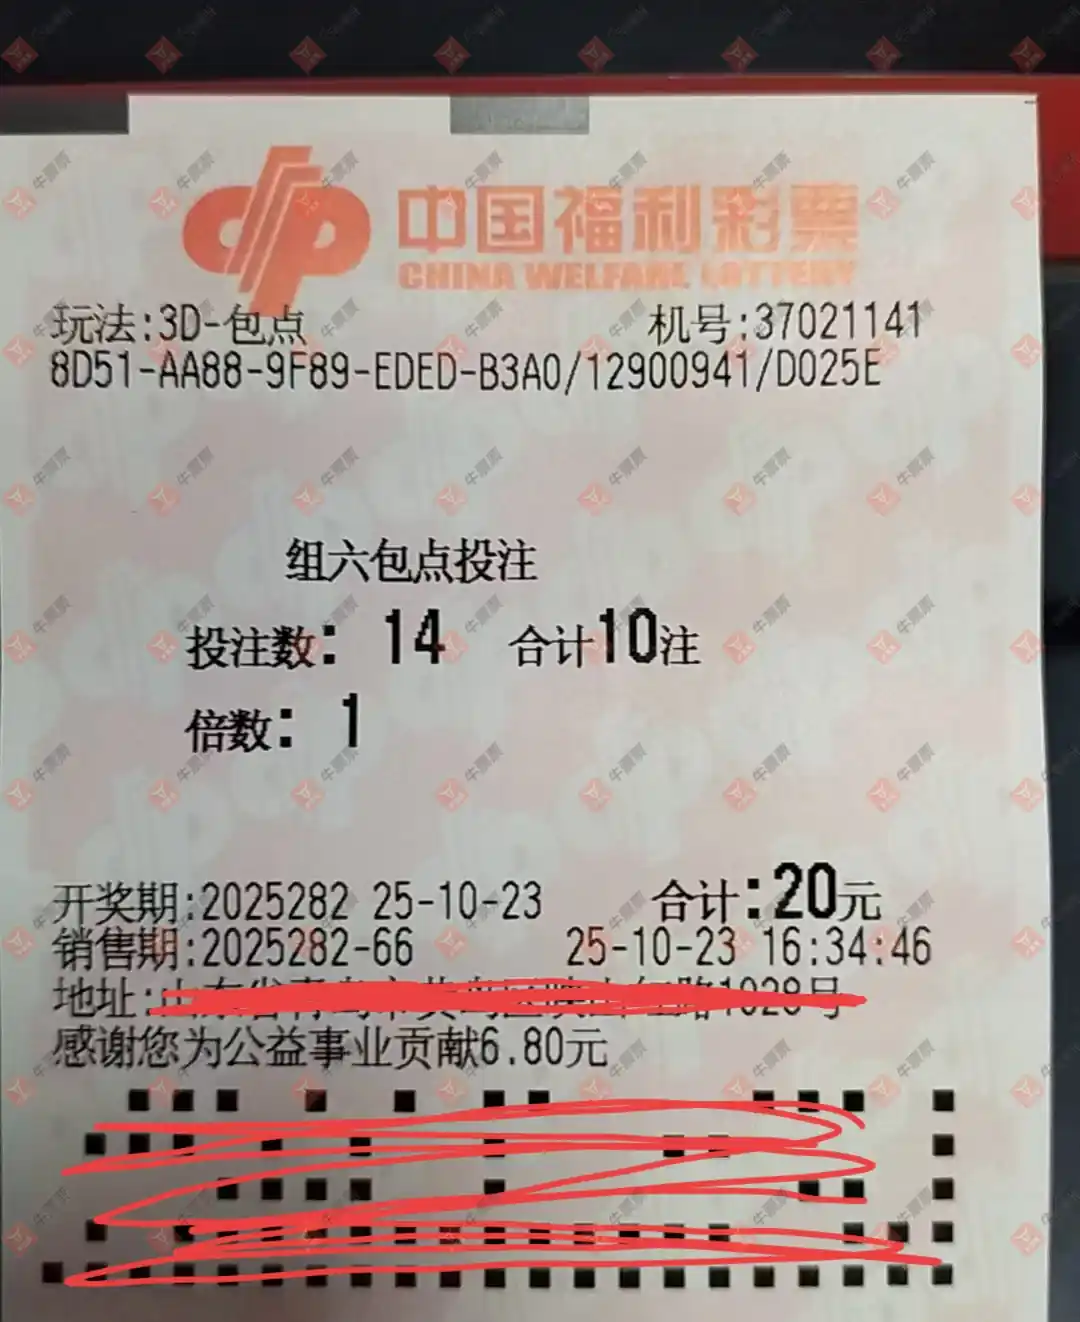 中国福利彩票
CHINA WELFARE LOTTERY
玩法:3D-包点 机号:37021141
8D51-AA88-9F89-EDED-B3A0/12900941/D025E
组六包点投注
投注数: 14 合计10注
倍数: 1
开奖期:2025282 25-10-23 合计:20元
销售期:2025282-66 25-10-23 16:34:46
地址:
感谢您为公益事业贡献6.80元
牛票票